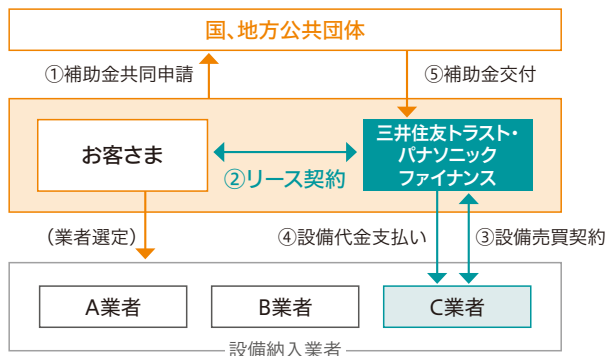 国、地方公共団体
①補助金共同申請
⑤補助金交付
お客さま
②リース契約
三井住友トラスト・
パナソニック
ファイナンス
(業者選定)
④設備代金支払い
③設備売買契約
A業者
B業者
C業者
設備納入業者